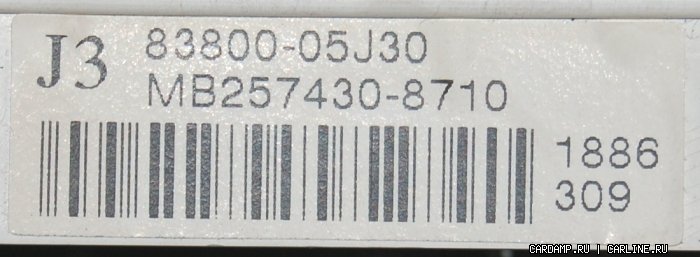 J3 83800-05J30
MB257430-8710
1886
309
CARDAMP.RU | CARLINE.RU